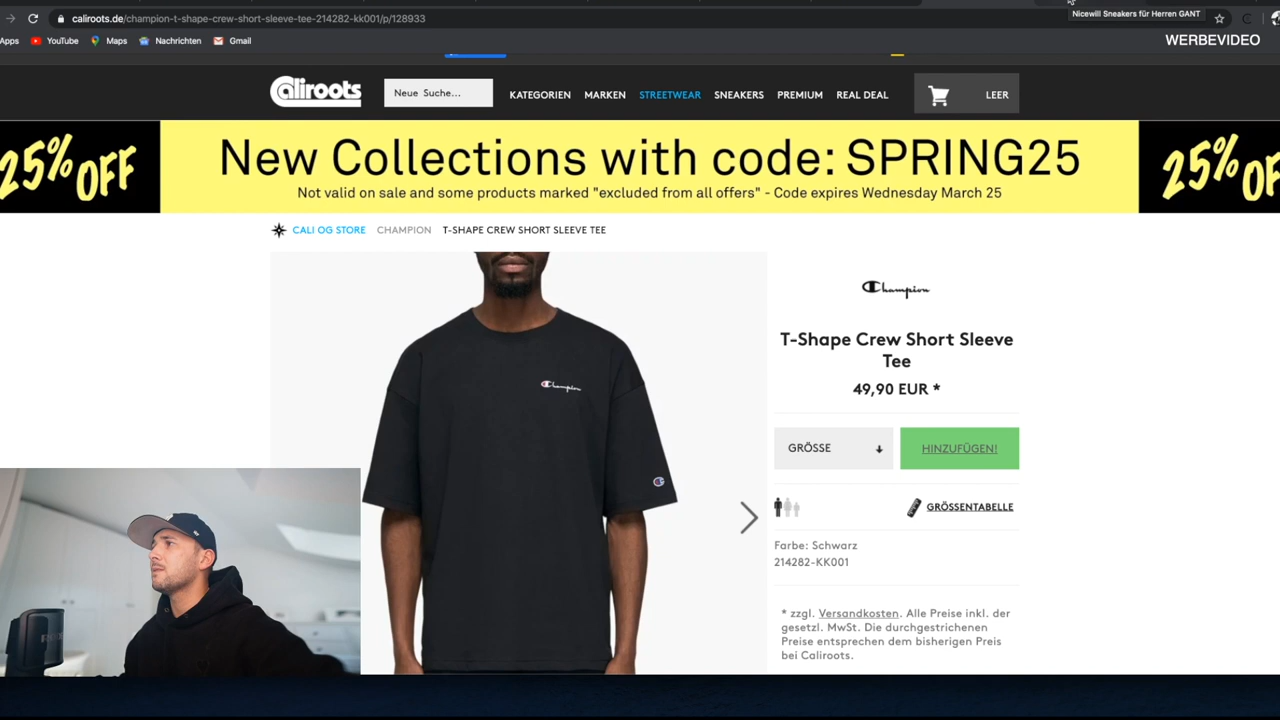 caliroots.de/champion-t-shape-crew-short-sleeve-tee-214282-kk001/p/128933
Nicewill Sneakers für Herren GANT
Apps
YouTube
Maps
Nachrichten
Gmail
WERBEVIDEO
Caliroots
Neue Suche...
KATEGORIEN
MARKEN
STREETWEAR
SNEAKERS
PREMIUM
REAL DEAL
LEER
25% OFF
New Collections with code: SPRING25
Not valid on sale and some products marked "excluded from all offers" - Code expires Wednesday March 25
25% OF
CALI OG STORE
CHAMPION
T-SHAPE CREW SHORT SLEEVE TEE
Champion
Champion
T-Shape Crew Short Sleeve
Tee
49,90 EUR *
GRÖSSE
HINZUFÜGEN!
GRÖSSENTABELLE
Farbe: Schwarz
214282-KK001
* zzgl. Versandkosten. Alle Preise inkl. der
gesetzl. MwSt. Die durchgestrichenen
Preise entsprechen dem bisherigen Preis
bei Caliroots.